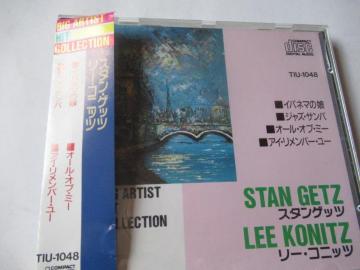 BIG ARTIST
HIT
COLLECTION
スタン・ゲッツ
リー・コニッツ
■オール・オブ・ミー
■アイ・リメンバー・ユー
TIU-1048
COMPACT
COMPACT
disc
DIGITAL AUDIO
TIU-1048
■イパネマの娘
■ジャズ・サンバ
■オール・オブ・ミー
■アイ・リメンバー・ユー
ARTIST
COLLECTION
STAN GETZ
スタンゲッツ
LEE KONITZ
リー・コニッツ